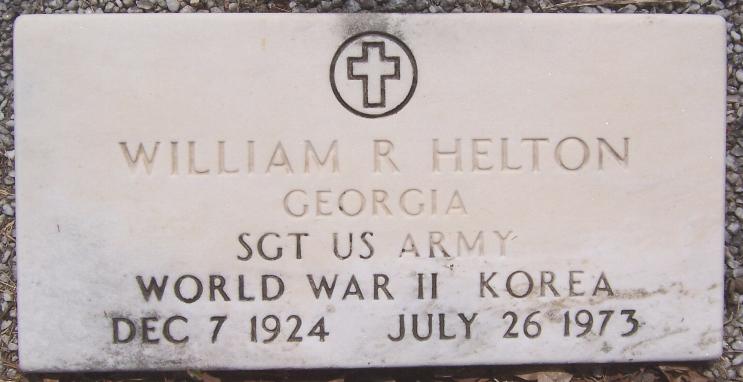 WILLIAM R HELTON
GEORGIA
SGT US ARMY
WORLD WAR II KOREA
DEC 7 1924 JULY 26 1973